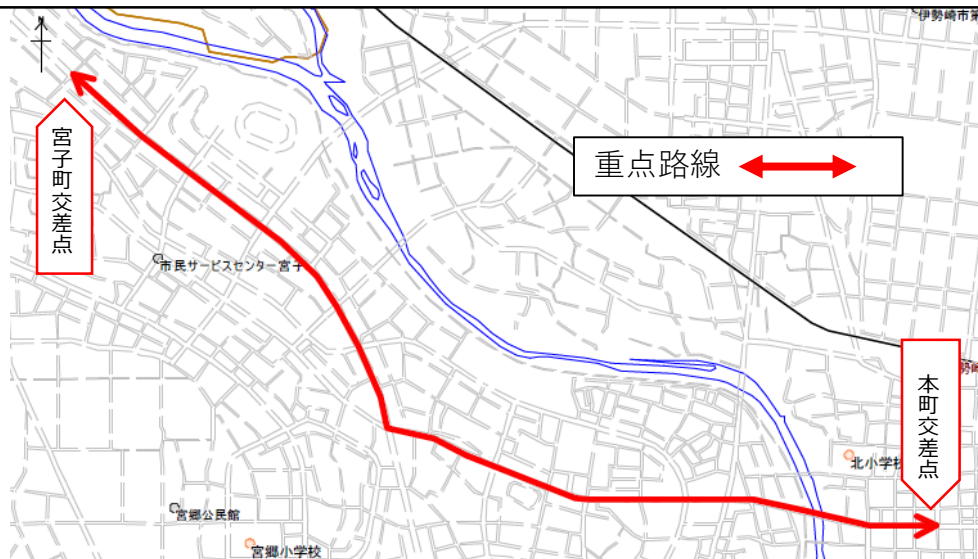 伊勢崎市第
重点路線
宮子町交差点
市民サービスセンター宮子
本町交差点
北小学校
宮郷公民館
宮郷小学校